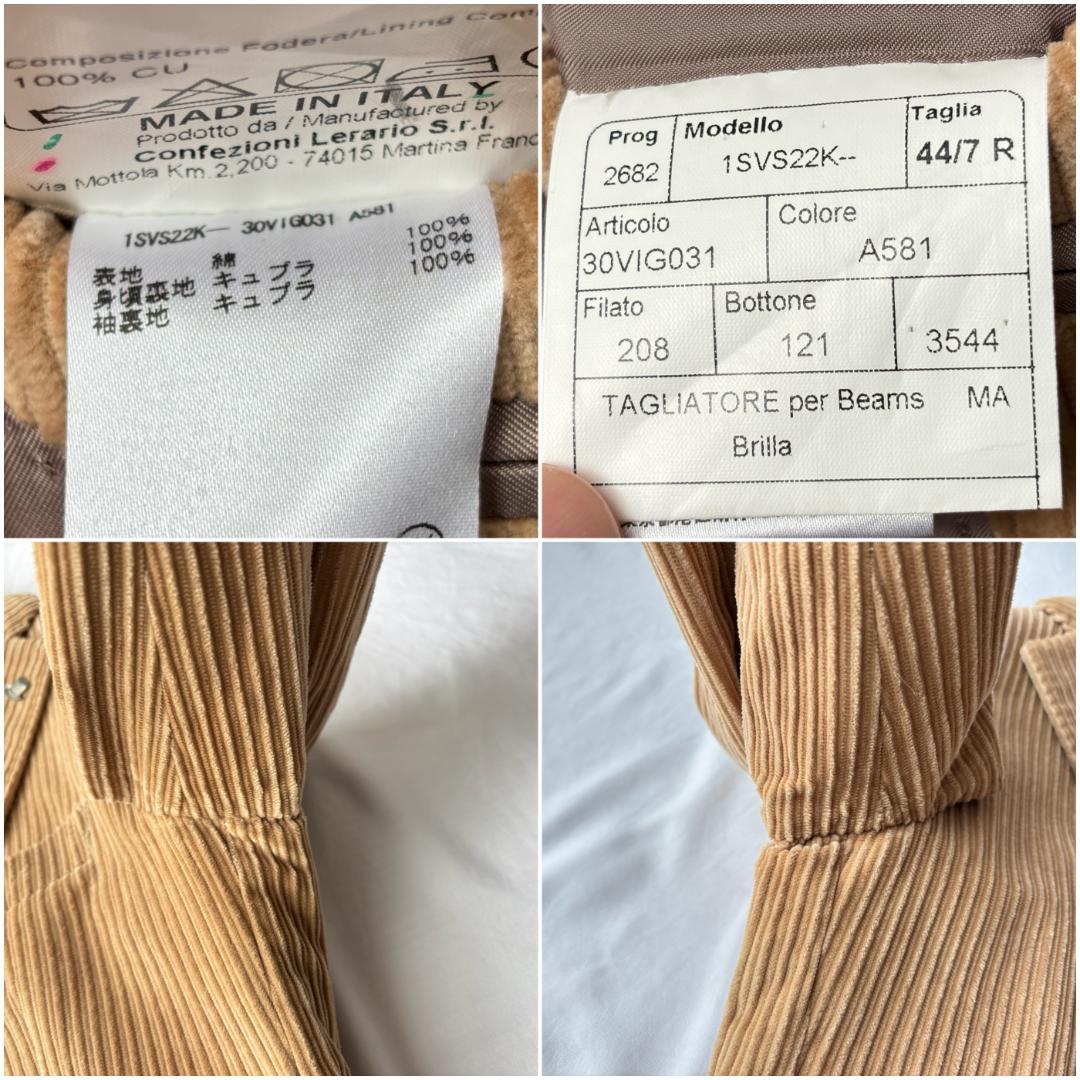 Composizione Fodera/Lining Com
100% CU
MADE IN ITALY
Prodotto da / Manufactured by
Confezioni Lerario S.r.l.
Via Mottola Km. 2,200 - 74015 Martina Franc
1SVS22K-- 30VIG031 A581
表地 綿 100%
身頃裏地 キュプラ 100%
袖裏地 キュプラ 100%
Prog Modello Taglia
2682 1SVS22K-- 44/7 R
Articolo Colore
30VIG031 A581
Filato Bottone
208 121 3544
TAGLIATORE per Beams MA
Brilla